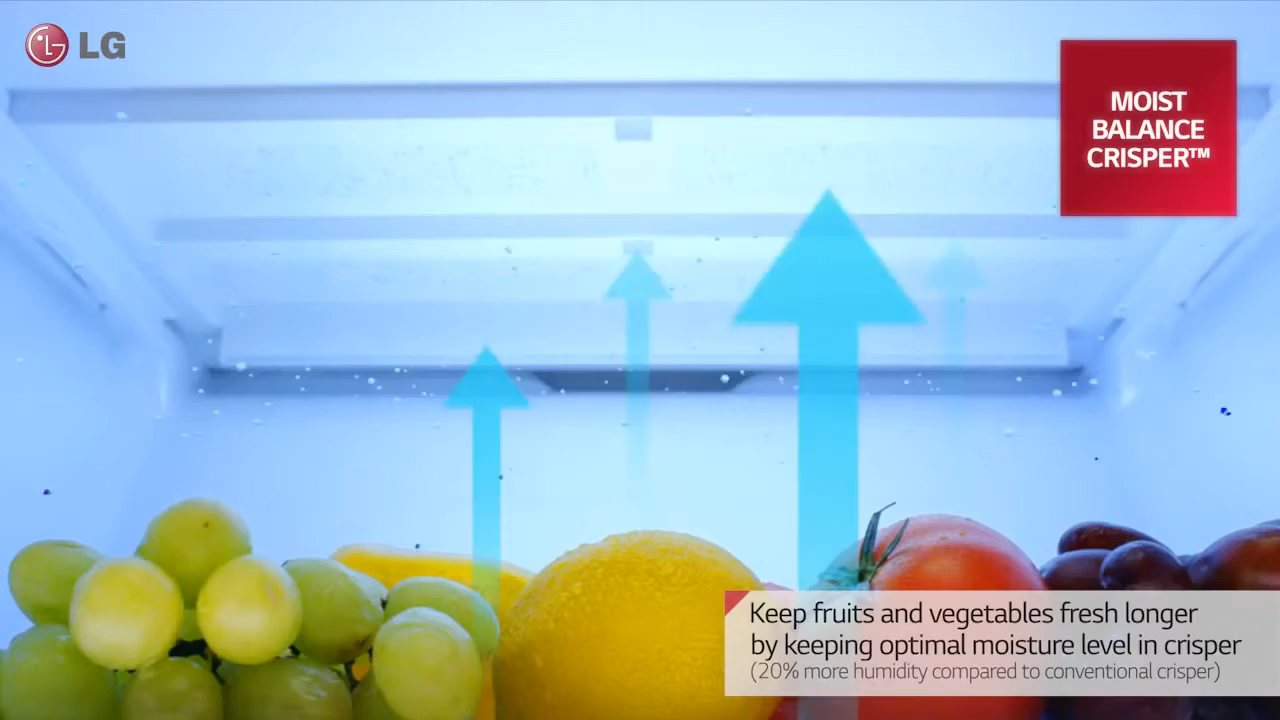 LG
MOIST
BALANCE
CRISPER™
Keep fruits and vegetables fresh longer
by keeping optimal moisture level in crisper
(20% more humidity compared to conventional crisper)